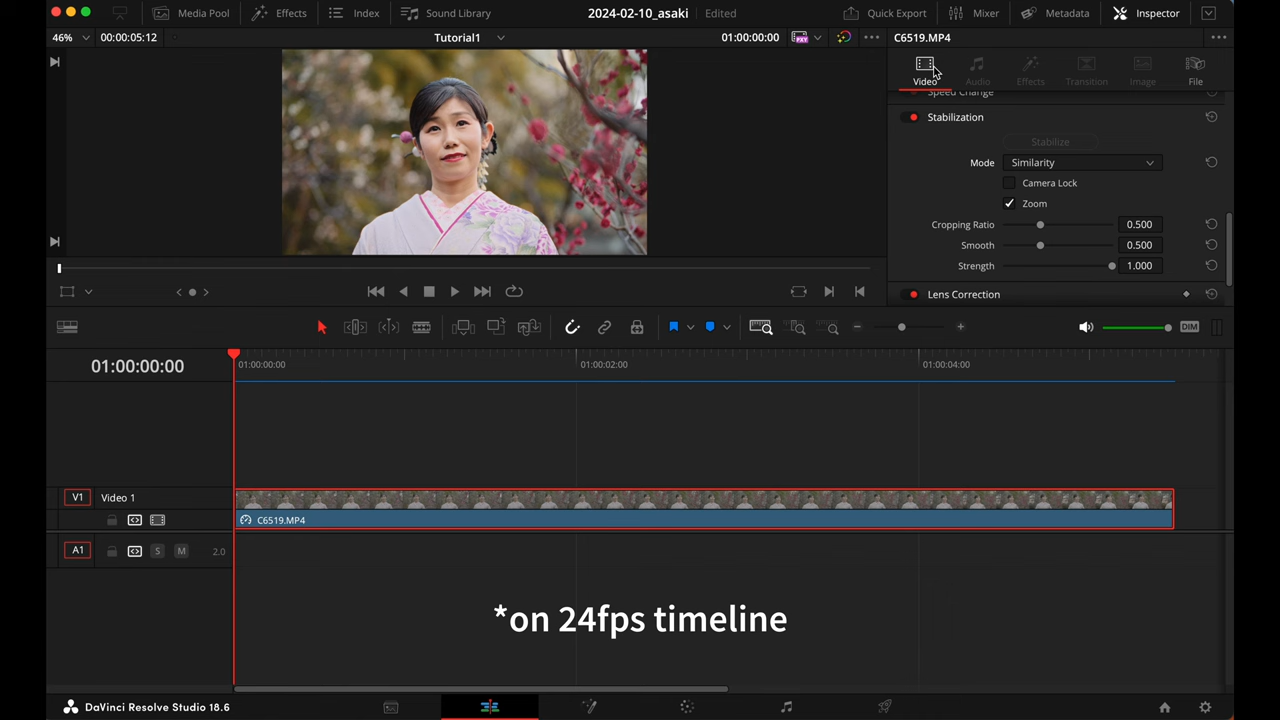 Media Pool
Effects
Index
Sound Library
2024-02-10_asaki
Edited
Quick Export
Mixer
Metadata
Inspector
46%
00:00:05:12
Tutorial1
01:00:00:00
PXY
C6519.MP4
Video
Audio
Effects
Transition
Image
File
Speed Change
Stabilization
Stabilize
Mode
Similarity
Camera Lock
Zoom
Cropping Ratio
0.500
Smooth
0.500
Strength
1.000
Lens Correction
DIM
01:00:00:00
01:00:00:00
01:00:02:00
01:00:04:00
V1
Video 1
C6519.MP4
A1
S
M
2.0
*on 24fps timeline
DaVinci Resolve Studio 18.6